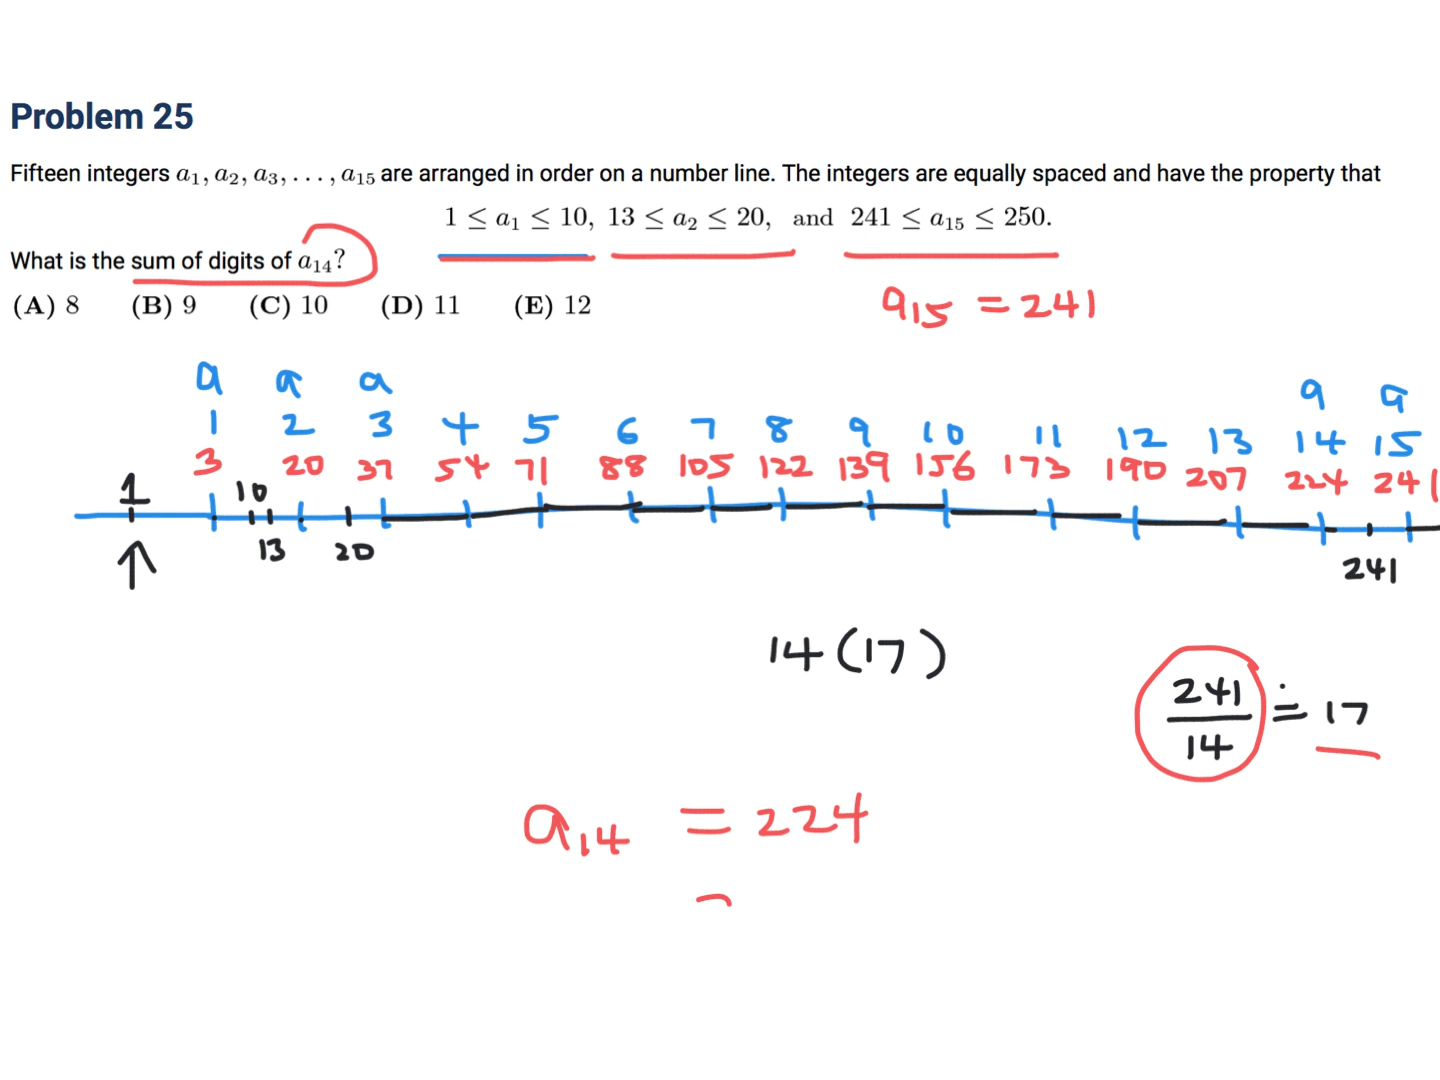 Problem 25
Fifteen integers a₁, a₂, a₃, . . . , a₁₅ are arranged in order on a number line. The integers are equally spaced and have the property that
1 ≤ a₁ ≤ 10, 13 ≤ a₂ ≤ 20, and 241 ≤ a₁₅ ≤ 250.
What is the sum of digits of a₁₄?
(A) 8 (B) 9 (C) 10 (D) 11 (E) 12
a₁₅ = 241
a a a a a
1 2 3 4 5 6 7 8 9 10 11 12 13 14 15
3 20 37 54 71 88 105 122 139 156 173 190 207 224 241
1 10
13 20 241
14 (17)
241/14 ≐ 17
a₁₄ = 224